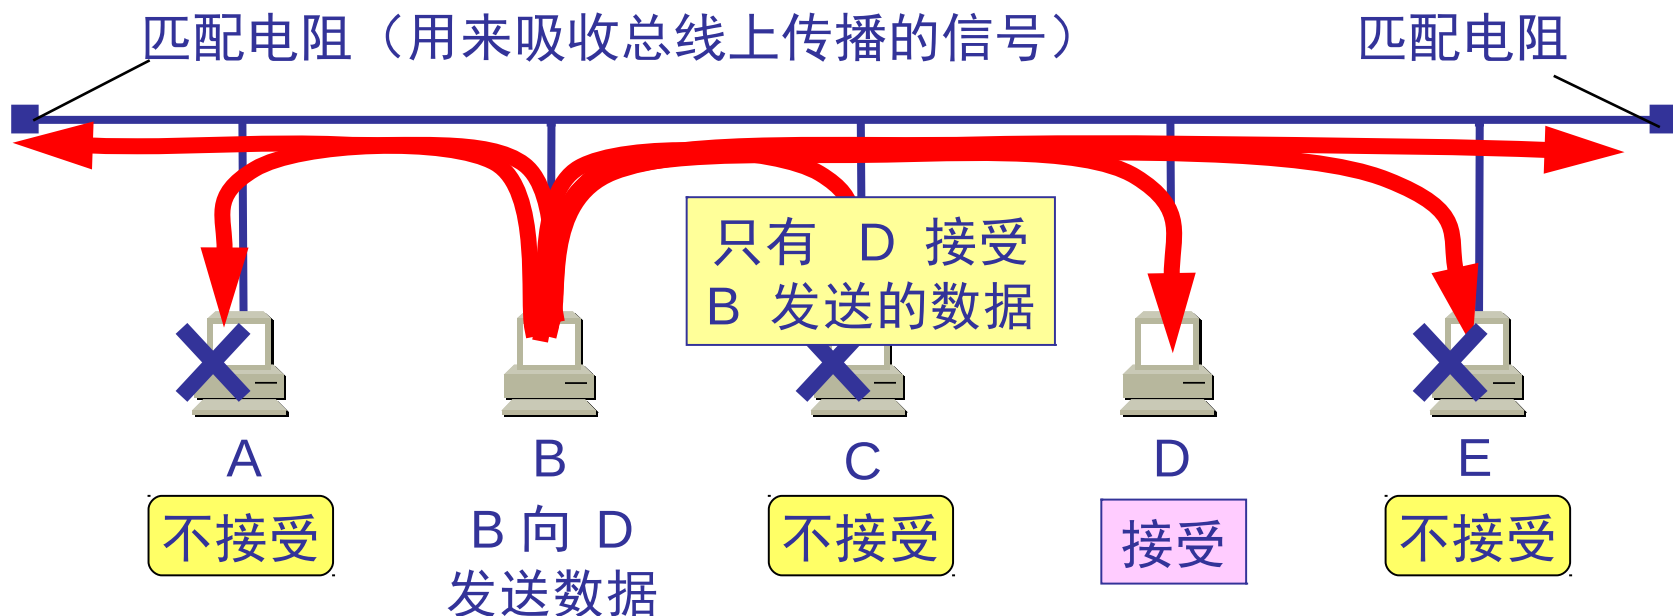 匹配电阻（用来吸收总线上传播的信号）
匹配电阻
只有 D 接受
B 发送的数据
A
B
C
D
E
不接受
B 向 D
发送数据
不接受
接受
不接受